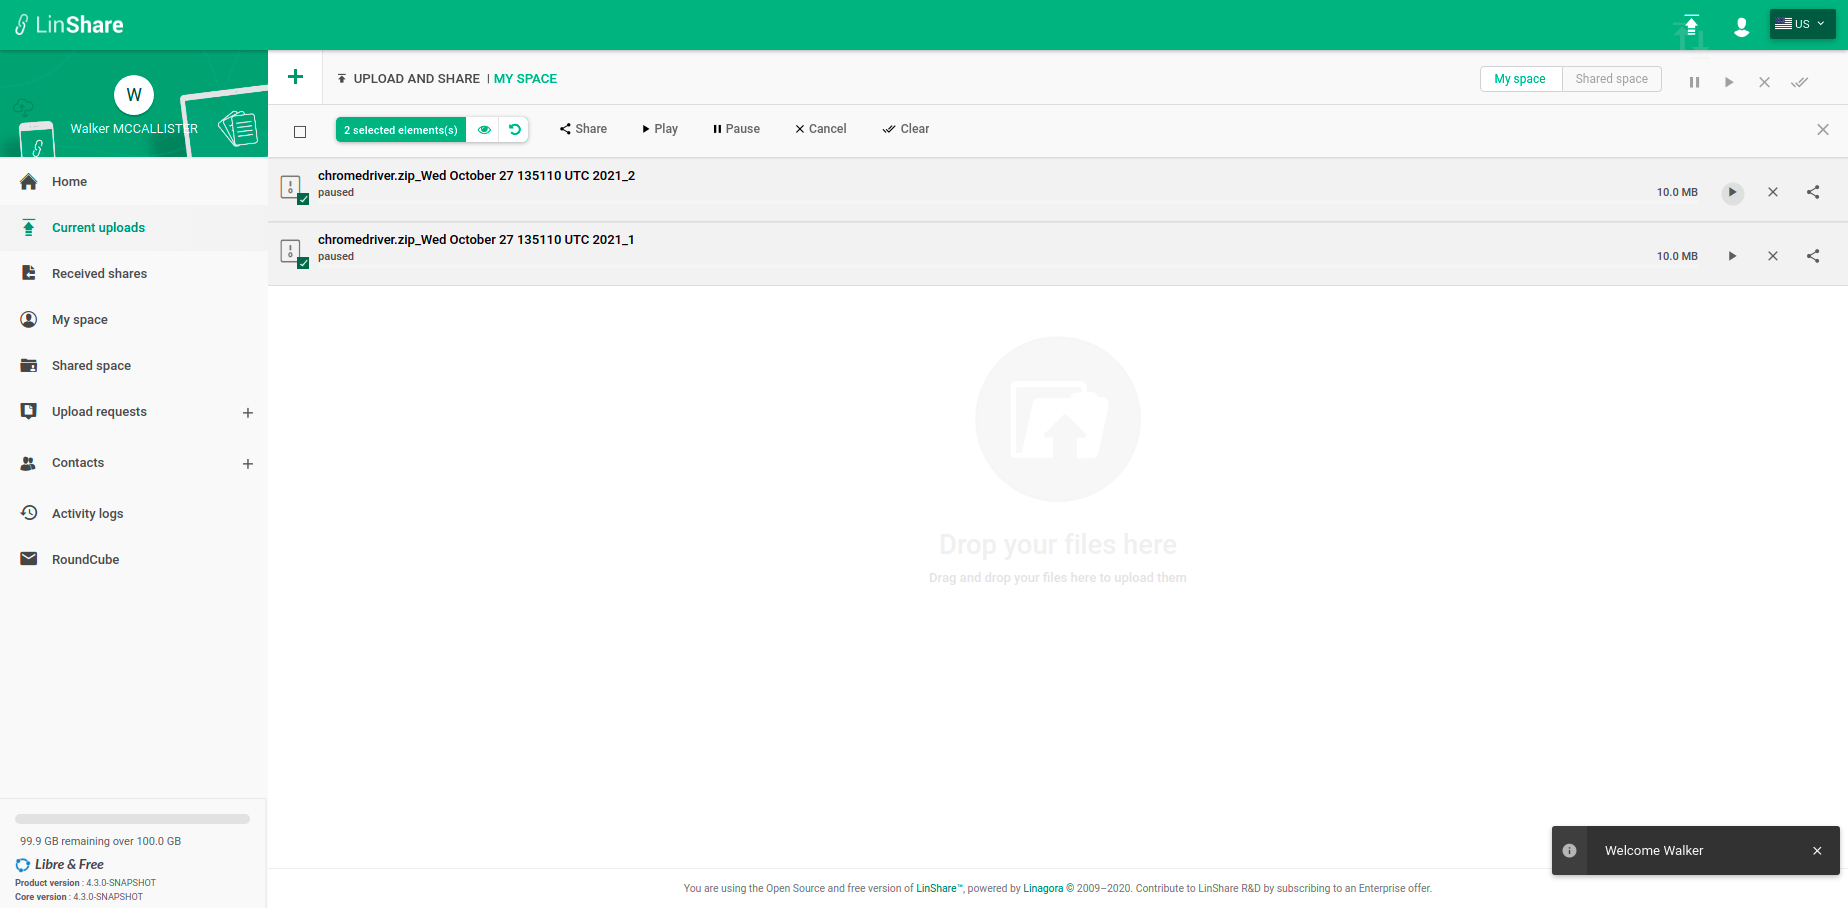 LinShare
US
W
Walker MCCALLISTER
UPLOAD AND SHARE | MY SPACE
My space
Shared space
2 selected elements(s)
Share
Play
Pause
Cancel
Clear
Home
Current uploads
Received shares
My space
Shared space
Upload requests
Contacts
Activity logs
RoundCube
chromedriver.zip_Wed October 27 135110 UTC 2021_2
paused
10.0 MB
chromedriver.zip_Wed October 27 135110 UTC 2021_1
paused
10.0 MB
Drop your files here
Drag and drop your files here to upload them
99.9 GB remaining over 100.0 GB
Libre & Free
Product version : 4.3.0-SNAPSHOT
Core version : 4.3.0-SNAPSHOT
Welcome Walker
You are using the Open Source and free version of LinShare™, powered by Linagora © 2009–2020. Contribute to LinShare R&D by subscribing to an Enterprise offer.